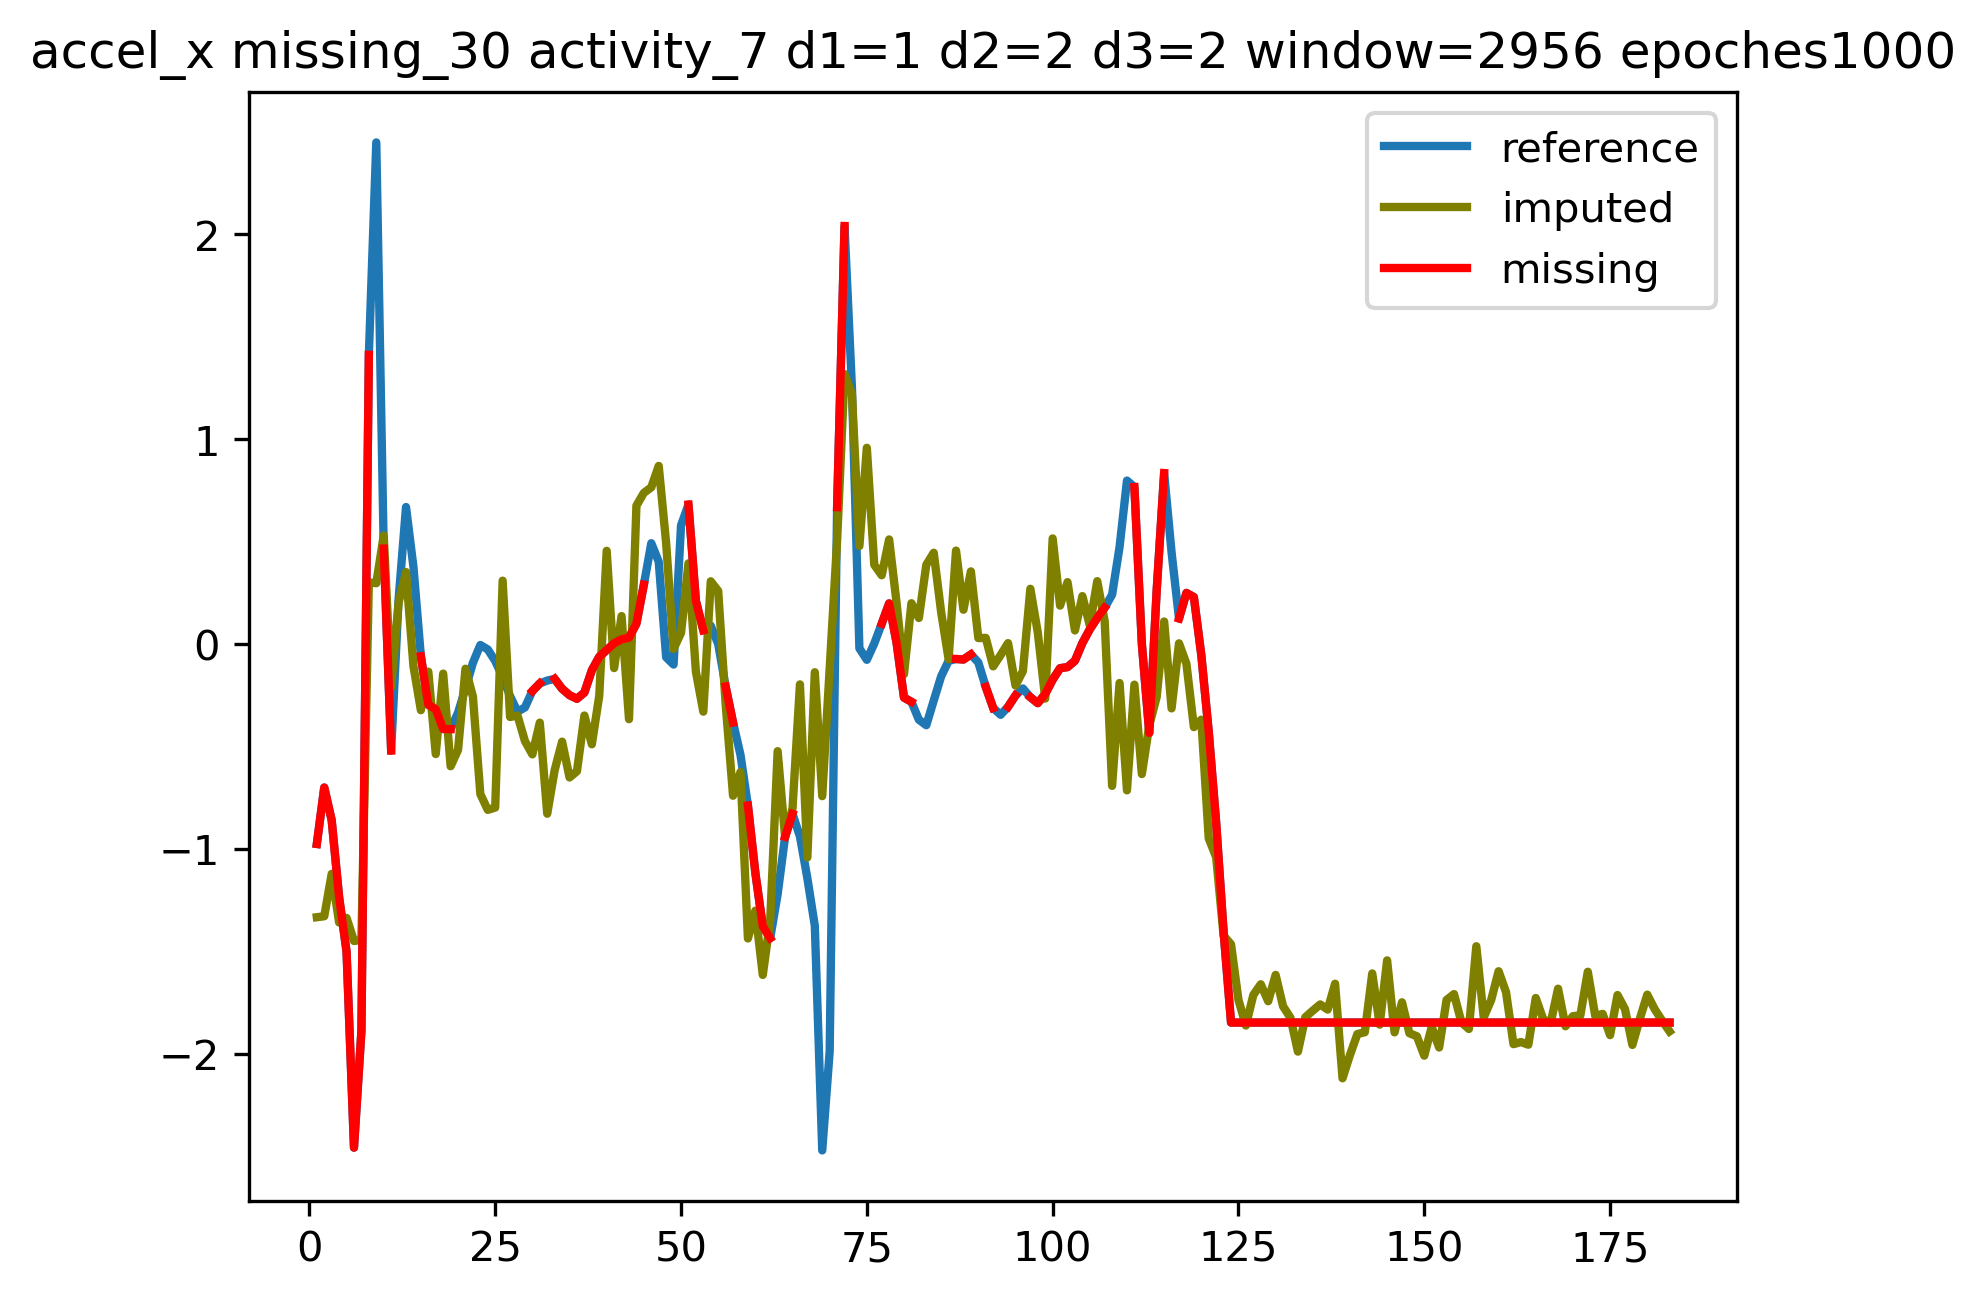 accel_x missing_30 activity_7 d1=1 d2=2 d3=2 window=2956 epoches1000
reference
imputed
missing
2
1
0
−1
−2
0 25 50 75 100 125 150 175